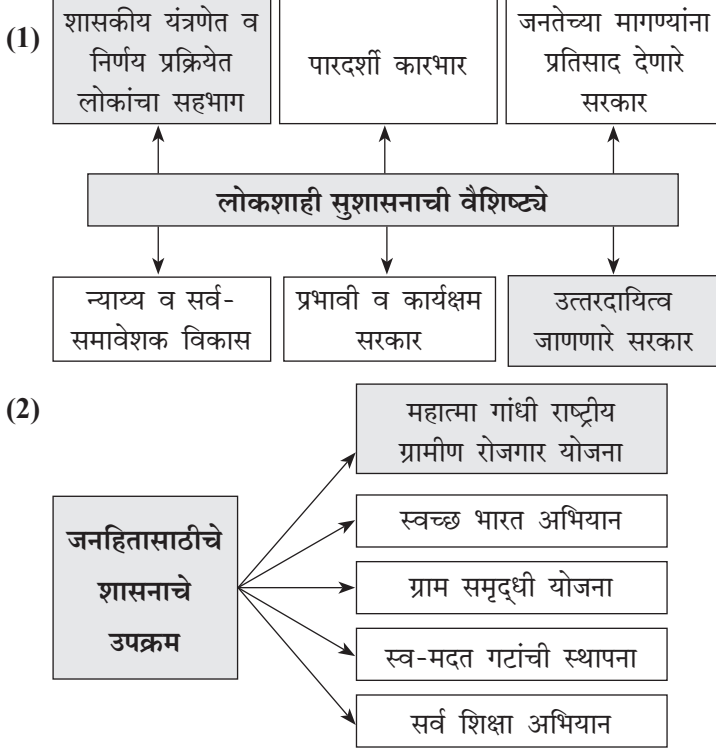 (1)
शासकीय यंत्रणेत व
निर्णय प्रक्रियेत
लोकांचा सहभाग
पारदर्शी कारभार
जनतेच्या मागण्यांना
प्रतिसाद देणारे
सरकार
लोकशाही सुशासनाची वैशिष्ट्ये
न्याय्य व सर्व-
समावेशक विकास
प्रभावी व कार्यक्षम
सरकार
उत्तरदायित्व
जाणणारे सरकार
(2)
जनहितासाठीचे
शासनाचे
उपक्रम
महात्मा गांधी राष्ट्रीय
ग्रामीण रोजगार योजना
स्वच्छ भारत अभियान
ग्राम समृद्धी योजना
स्व-मदत गटांची स्थापना
सर्व शिक्षा अभियान